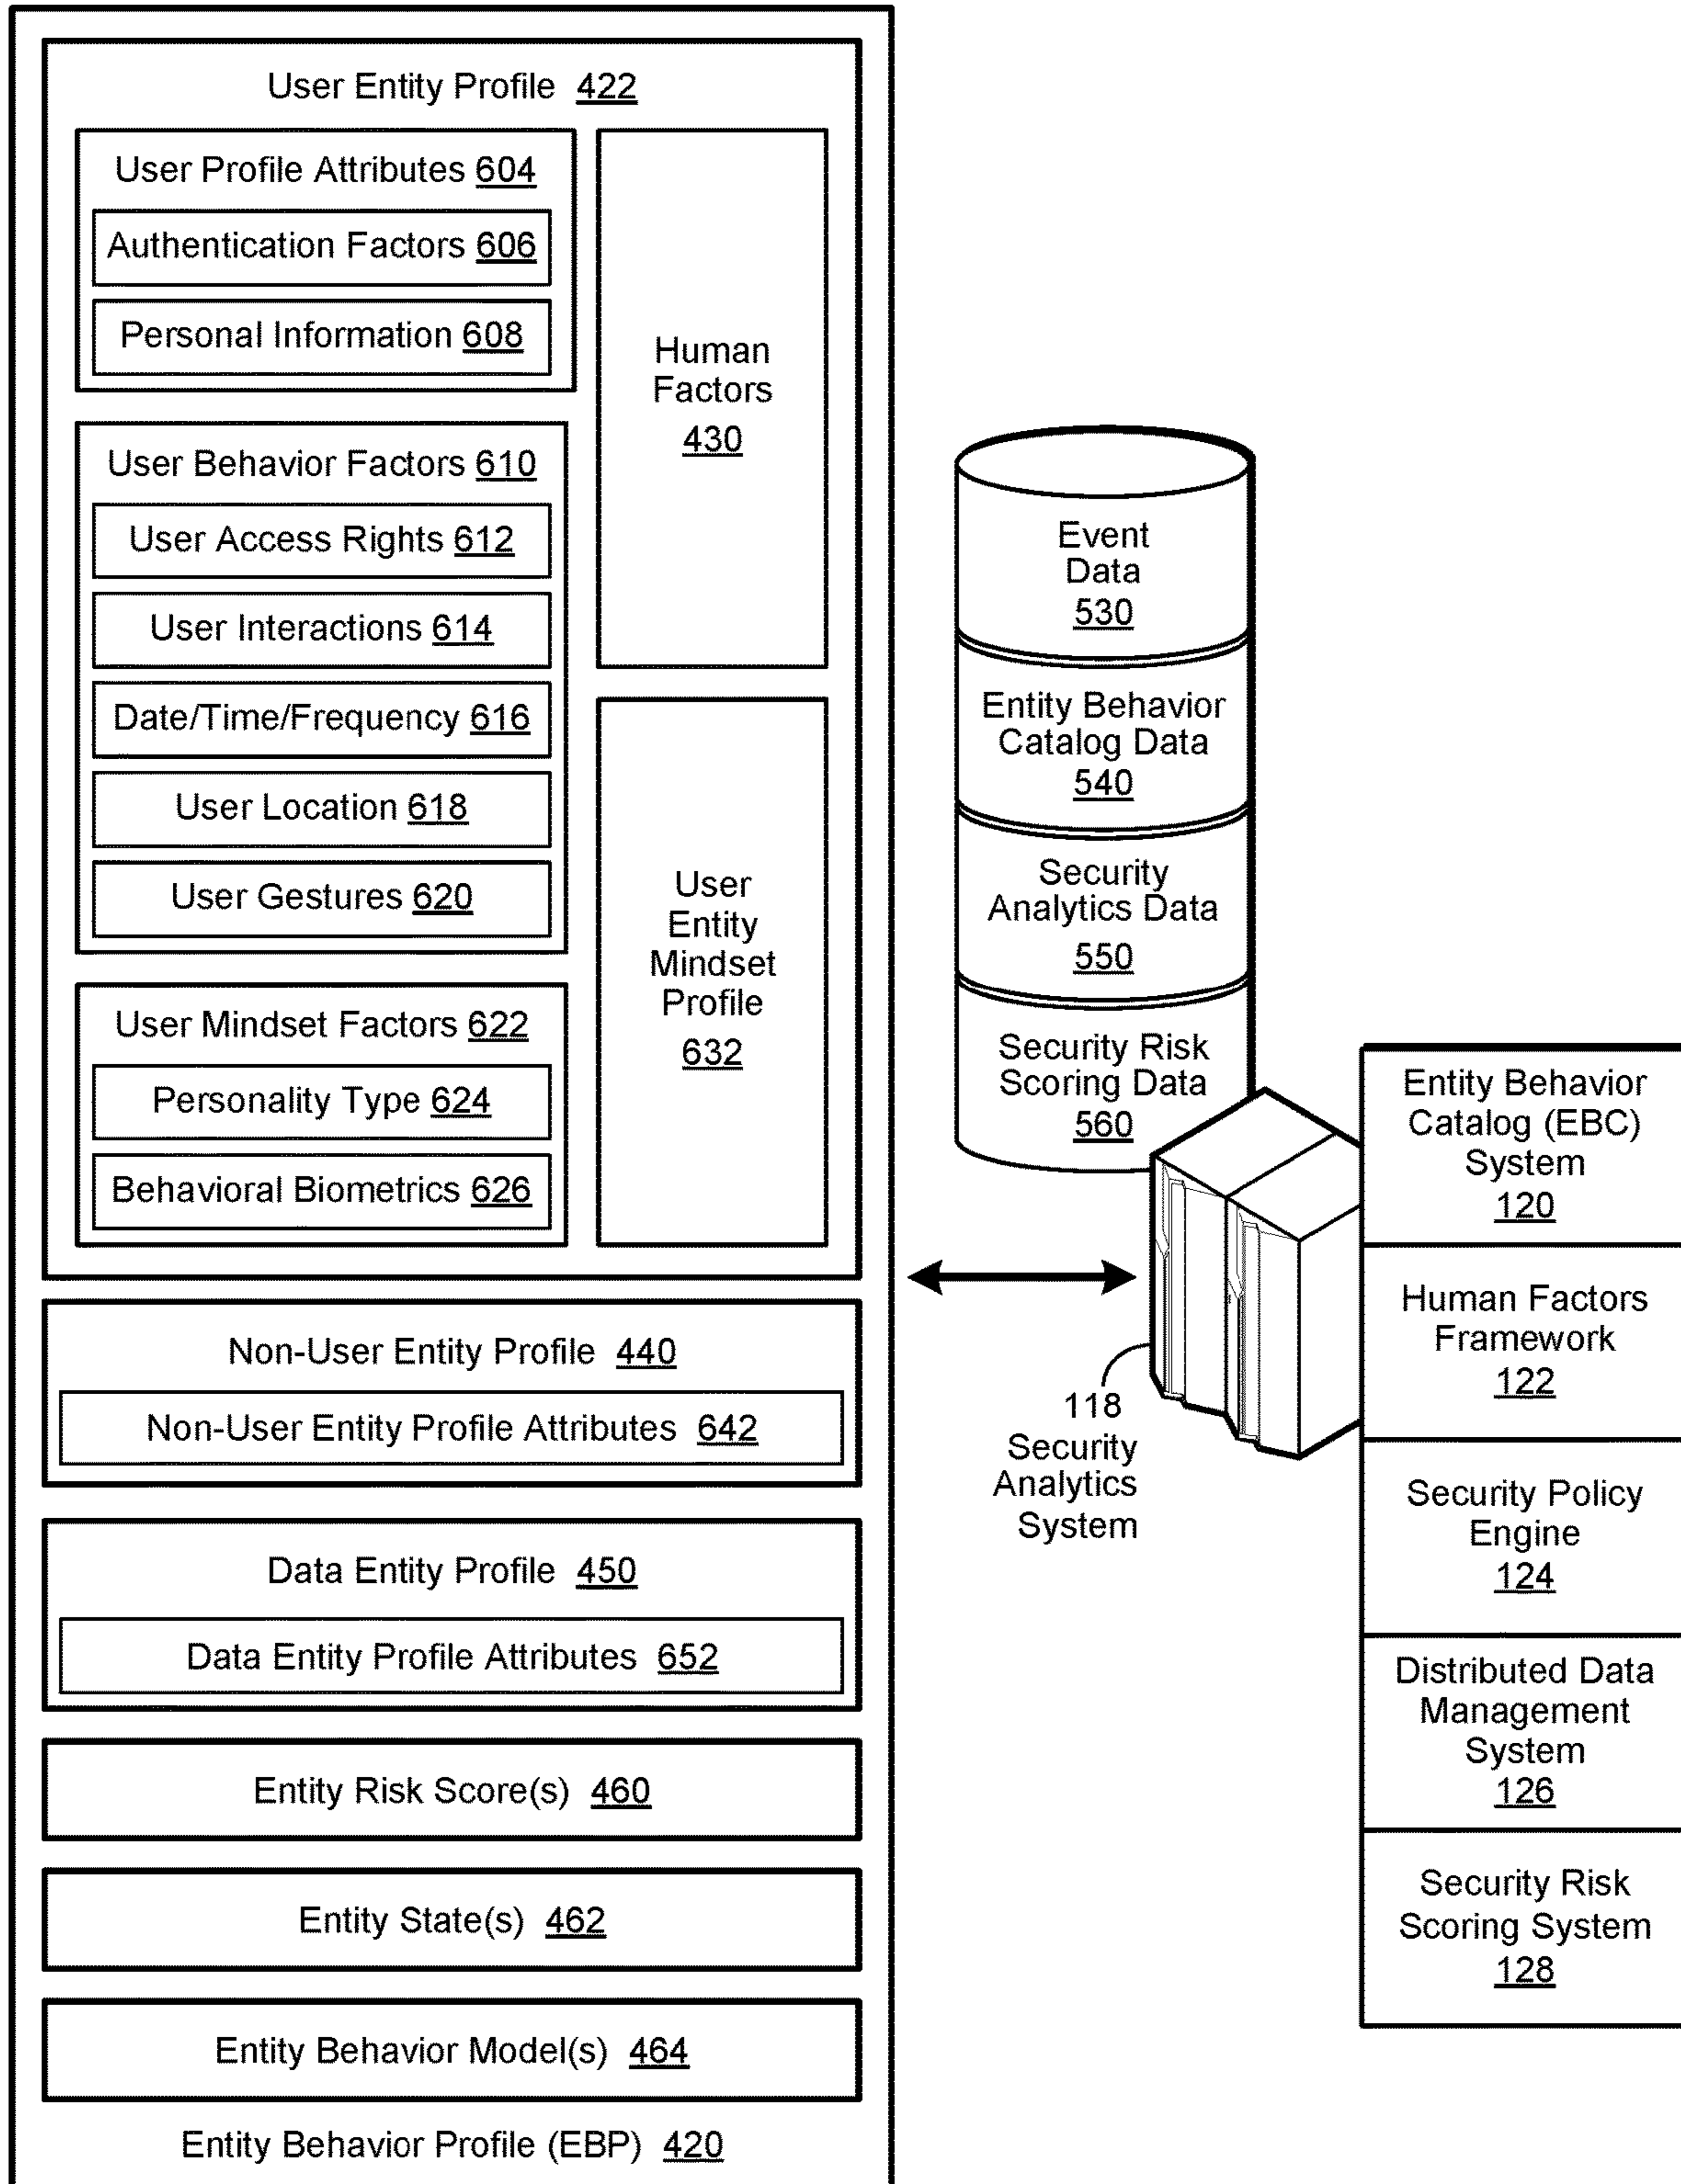 User Entity Profile 422
User Profile Attributes 604
Authentication Factors 606
Personal Information 608
User Behavior Factors 610
User Access Rights 612
User Interactions 614
Date/Time/Frequency 616
User Location 618
User Gestures 620
User Mindset Factors 622
Personality Type 624
Behavioral Biometrics 626
Human
Factors
430
User
Entity
Mindset
Profile
632
Non-User Entity Profile 440
Non-User Entity Profile Attributes 642
Data Entity Profile 450
Data Entity Profile Attributes 652
Entity Risk Score(s) 460
Entity State(s) 462
Entity Behavior Model(s) 464
Entity Behavior Profile (EBP) 420
Event
Data
530
Entity Behavior
Catalog Data
540
Security
Analytics Data
550
Security Risk
Scoring Data
560
118
Security
Analytics
System
Entity Behavior
Catalog (EBC)
System
120
Human Factors
Framework
122
Security Policy
Engine
124
Distributed Data
Management
System
126
Security Risk
Scoring System
128